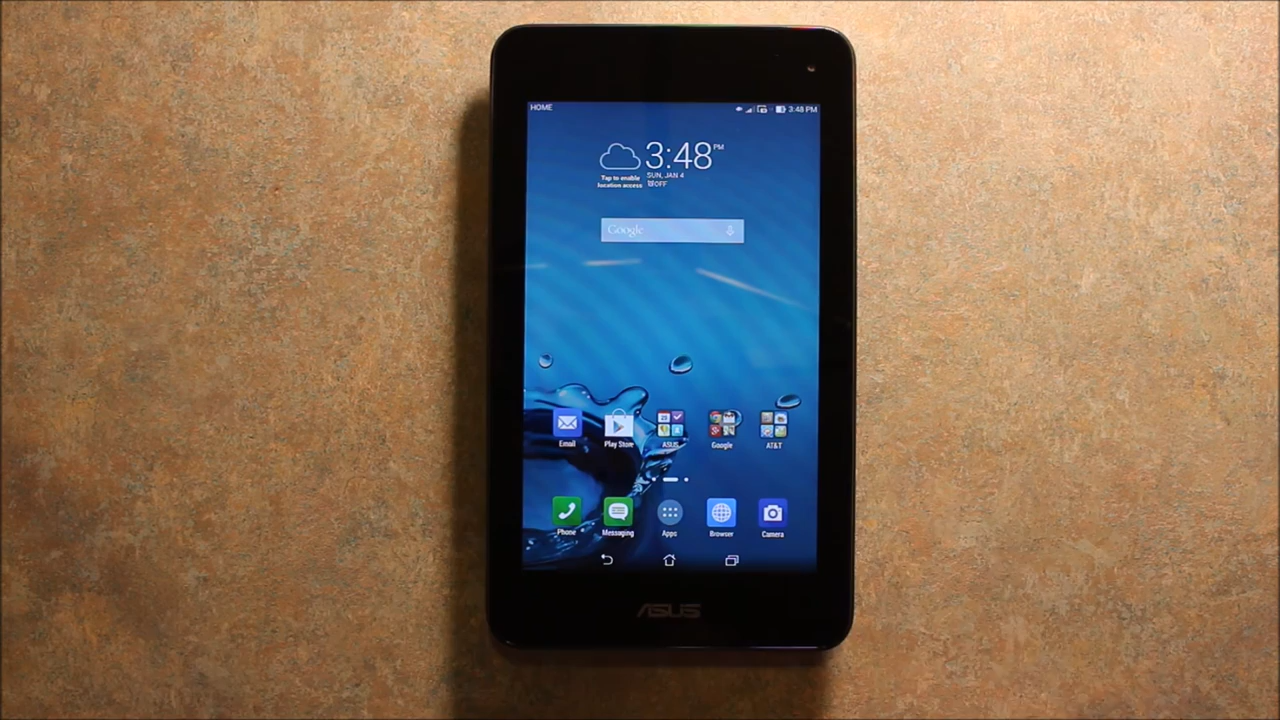 HOME 3:48 PM
3:48 PM
Tap to enable
location access
SUN, JAN 4
OFF
Google
Email Play Store ASUS Google AT&T
Phone Messaging Apps Browser Camera
ASUS